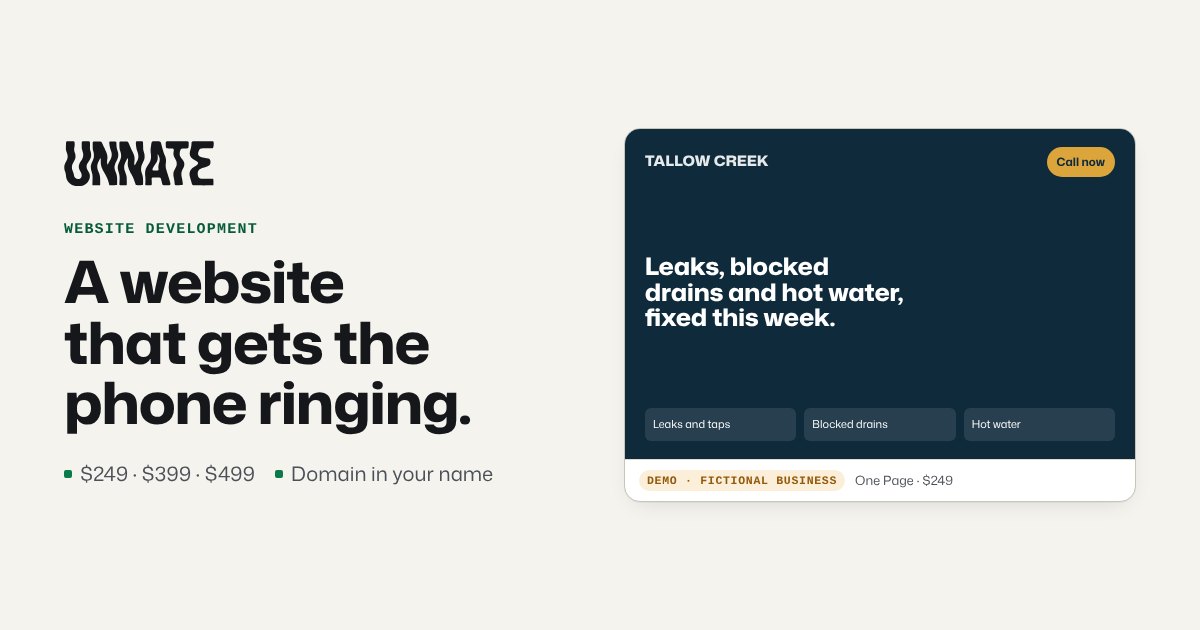 UNNATE
WEBSITE DEVELOPMENT
A website
that gets the
phone ringing.
$249 · $399 · $499
Domain in your name
TALLOW CREEK
Call now
Leaks, blocked
drains and hot water,
fixed this week.
Leaks and taps
Blocked drains
Hot water
DEMO · FICTIONAL BUSINESS
One Page · $249